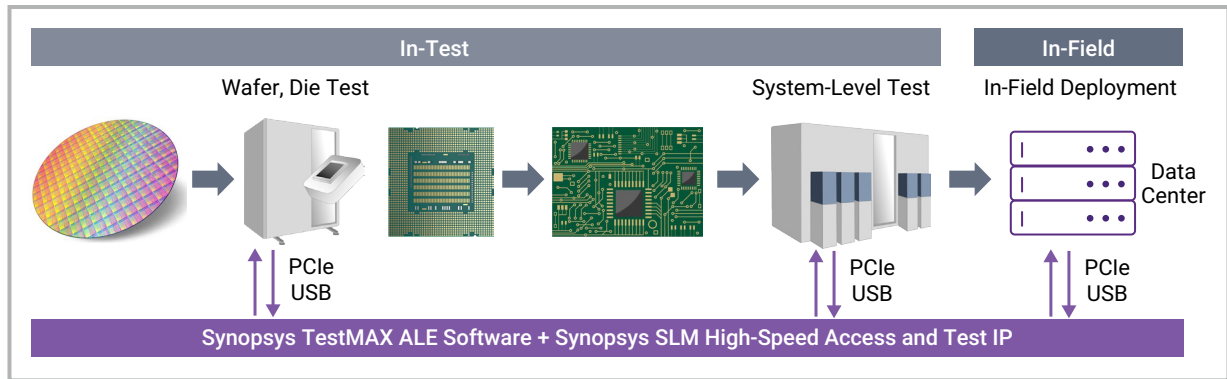 In-Test
In-Field
Wafer, Die Test
System-Level Test
In-Field Deployment
Data
Center
PCIe
USB
PCIe
USB
PCIe
USB
Synopsys TestMAX ALE Software + Synopsys SLM High-Speed Access and Test IP